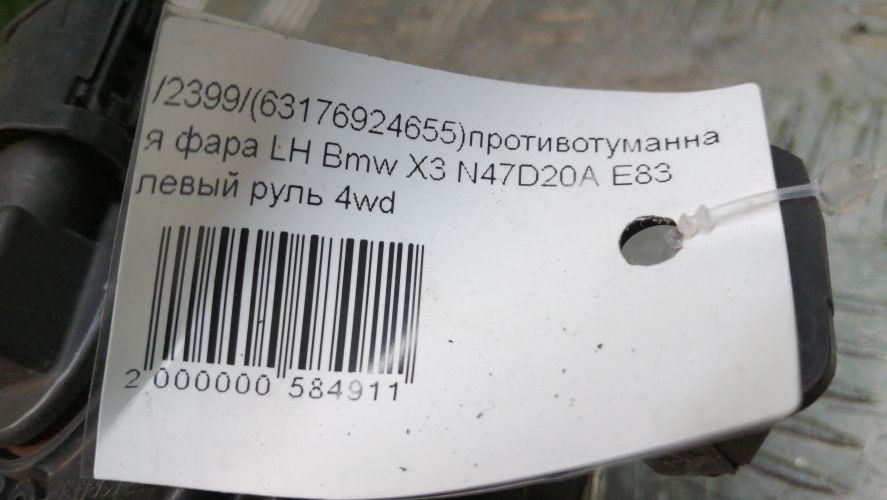 /2399/(63176924655)противотуманна
я фара LH Bmw X3 N47D20A E83
левый руль 4wd
2 000000 584911